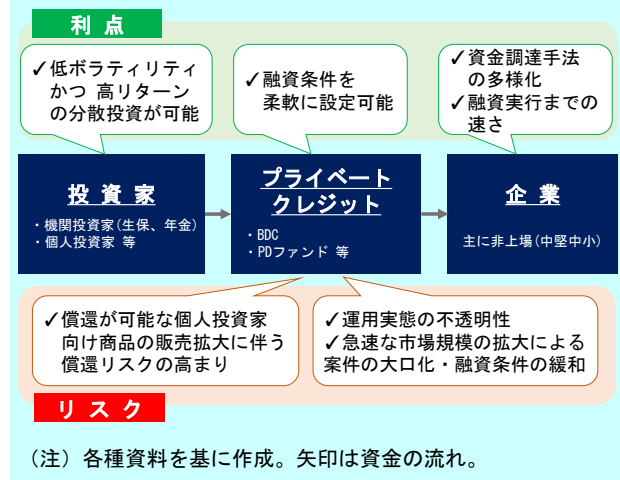 利 点
✓低ボラティリティ
かつ 高リターン
の分散投資が可能
✓融資条件を
柔軟に設定可能
✓資金調達手法
の多様化
✓融資実行までの
速さ
投 資 家
・機関投資家(生保、年金)
・個人投資家 等
プライベート
クレジット
・BDC
・PDファンド 等
企 業
主に非上場(中堅中小)
✓償還が可能な個人投資家
向け商品の販売拡大に伴う
償還リスクの高まり
✓運用実態の不透明性
✓急速な市場規模の拡大による
案件の大口化・融資条件の緩和
リ ス ク
（注）各種資料を基に作成。矢印は資金の流れ。